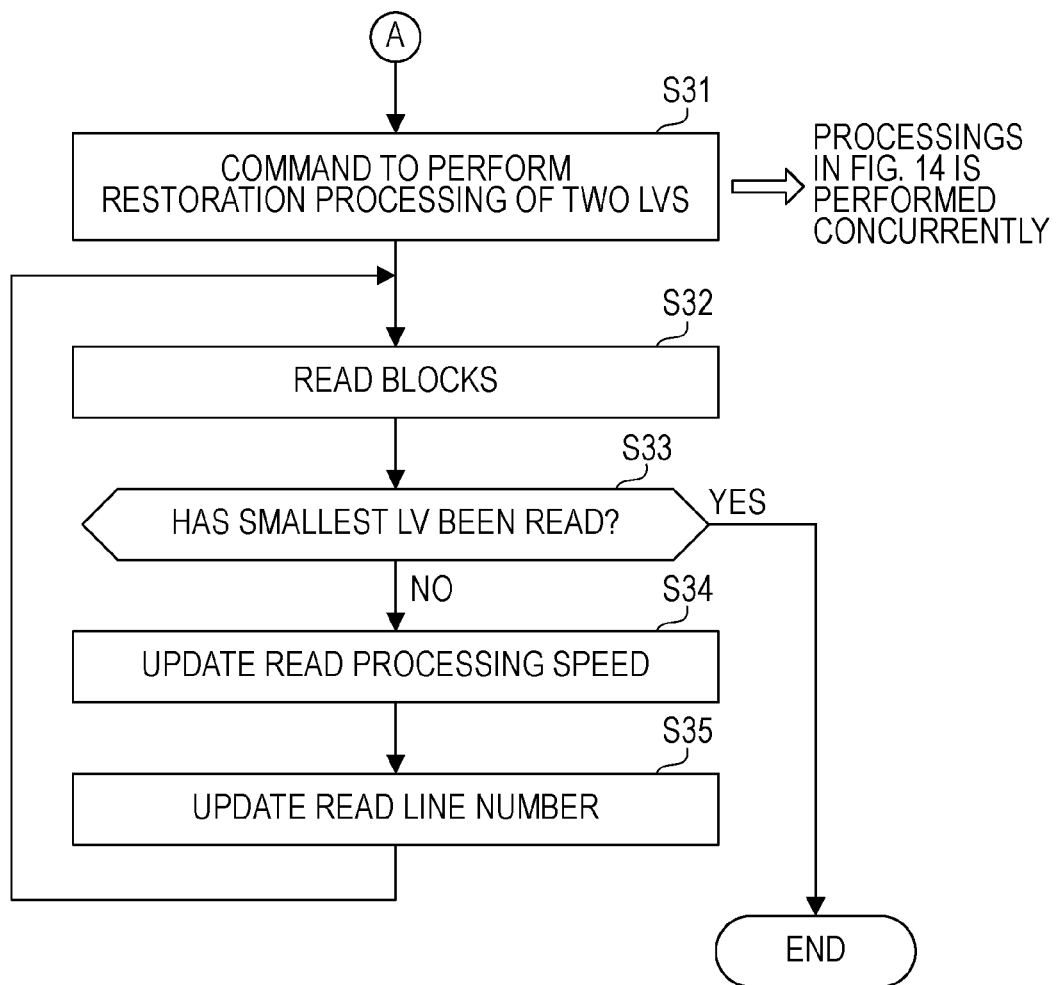 A
S31
COMMAND TO PERFORM
RESTORATION PROCESSING OF TWO LVS
PROCESSINGS
IN FIG. 14 IS
PERFORMED
CONCURRENTLY
S32
READ BLOCKS
S33
HAS SMALLEST LV BEEN READ?
YES
NO
S34
UPDATE READ PROCESSING SPEED
S35
UPDATE READ LINE NUMBER
END